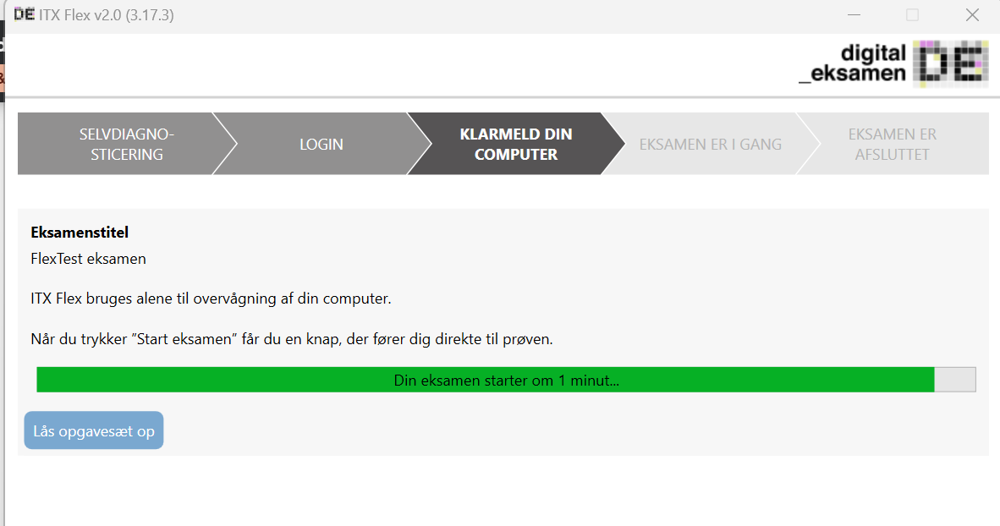 DE ITX Flex v2.0 (3.17.3)
digital
_eksamen DE
SELVDIAGNO-
STICERING
LOGIN
KLARMELD DIN
COMPUTER
EKSAMEN ER I GANG
EKSAMEN ER
AFSLUTTET
Eksamenstitel
FlexTest eksamen
ITX Flex bruges alene til overvågning af din computer.
Når du trykker ”Start eksamen” får du en knap, der fører dig direkte til prøven.
Din eksamen starter om 1 minut...
Lås opgavesæt op